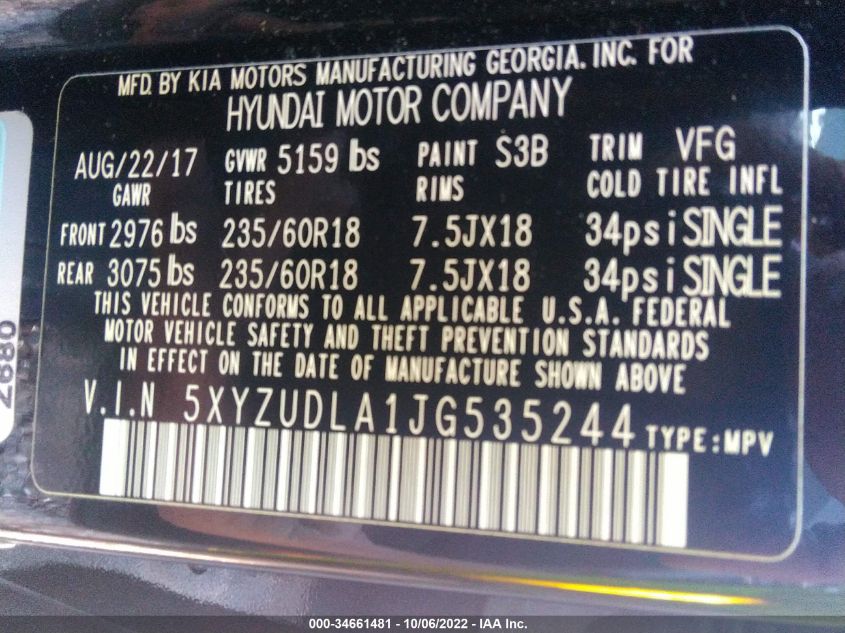 MFD. BY KIA MOTORS MANUFACTURING GEORGIA. INC. FOR
HYUNDAI MOTOR COMPANY
AUG/22/17 GVWR 5159 lbs PAINT S3B TRIM VFG
GAWR TIRES RIMS COLD TIRE INFL
FRONT 2976 lbs 235/60R18 7.5JX18 34psi SINGLE
REAR 3075 lbs 235/60R18 7.5JX18 34psi SINGLE
THIS VEHICLE CONFORMS TO ALL APPLICABLE U.S.A. FEDERAL
MOTOR VEHICLE SAFETY AND THEFT PREVENTION STANDARDS
IN EFFECT ON THE DATE OF MANUFACTURE SHOWN ABOVE
V.I.N 5XYZUDLA1JG535244 TYPE:MPV
2880
000-34661481 - 10/06/2022 - IAA Inc.